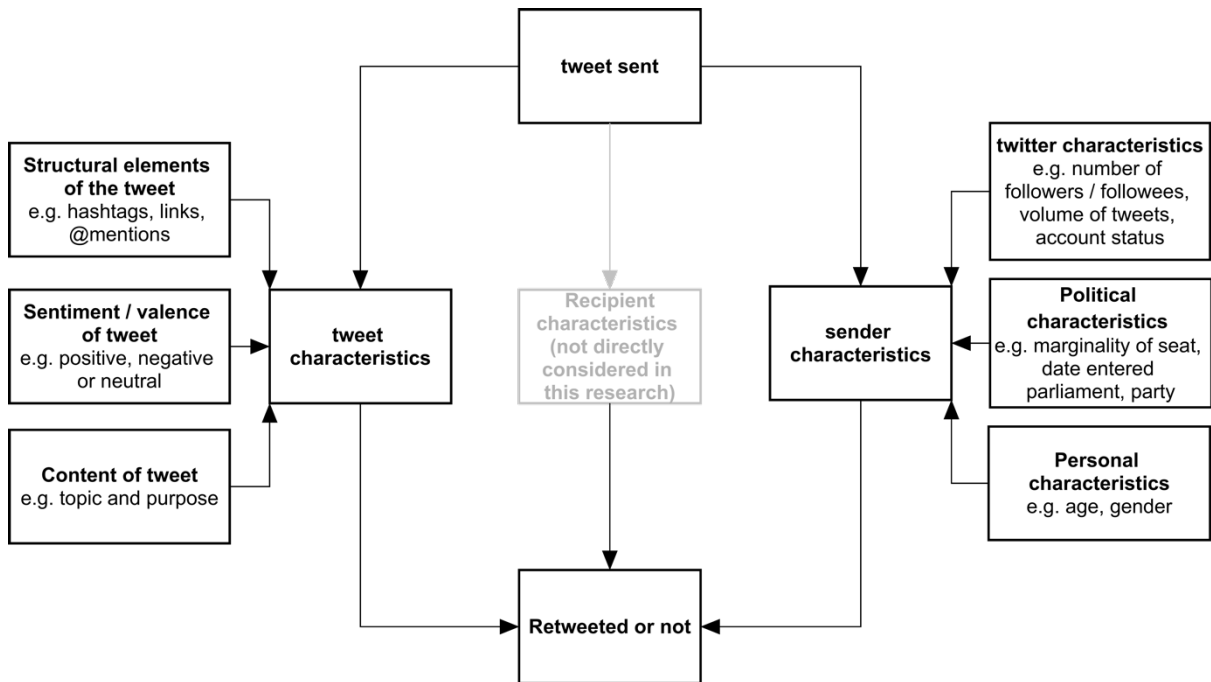 tweet sent
Structural elements
of the tweet
e.g. hashtags, links,
@mentions
Sentiment / valence
of tweet
e.g. positive, negative
or neutral
Content of tweet
e.g. topic and purpose
tweet
characteristics
Recipient
characteristics
(not directly
considered in
this research)
sender
characteristics
twitter characteristics
e.g. number of
followers / followees,
volume of tweets,
account status
Political
characteristics
e.g. marginality of seat,
date entered
parliament, party
Personal
characteristics
e.g. age, gender
Retweeted or not